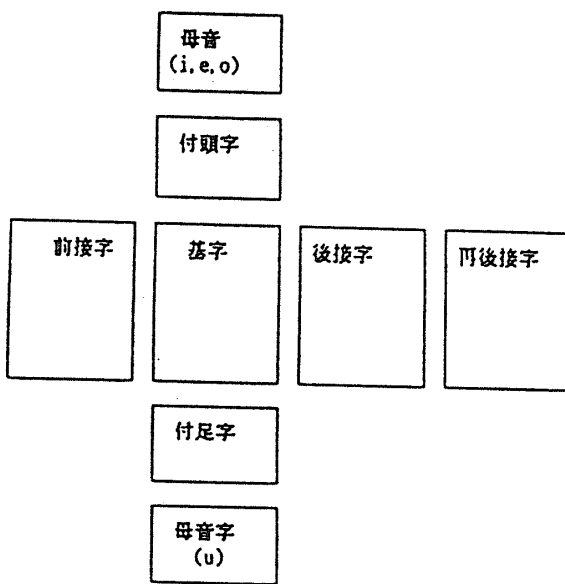 母音
(i,e,o)
付頭字
前接字
基字
後接字
再後接字
付足字
母音字
(u)